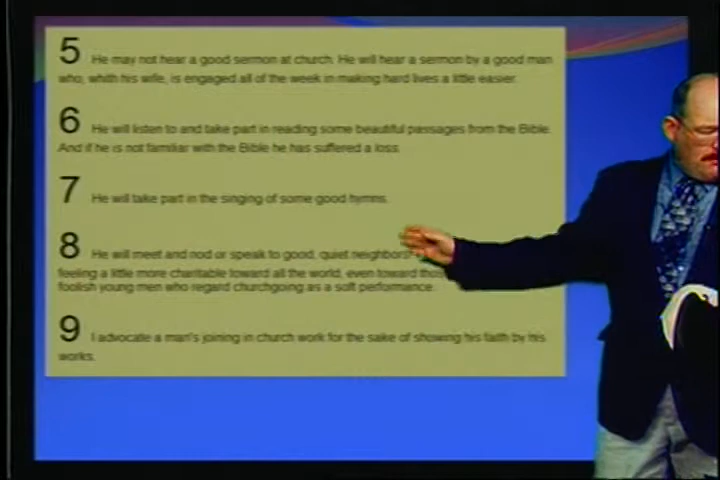 5 He may not hear a good sermon at church. He will hear a sermon by a good man
who, whith his wife, is engaged all of the week in making hard lives a little easier.
6 He will listen to and take part in reading some beautiful passages from the Bible.
And if he is not familiar with the Bible he has suffered a loss.
7 He will take part in the singing of some good hymns.
8 He will meet and nod or speak to good, quiet neighbors.
feeling a little more charitable toward all the world, even toward
foolish young men who regard churchgoing as a soft performance.
9 I advocate a man's joining in church work for the sake of showing his faith by his
works.